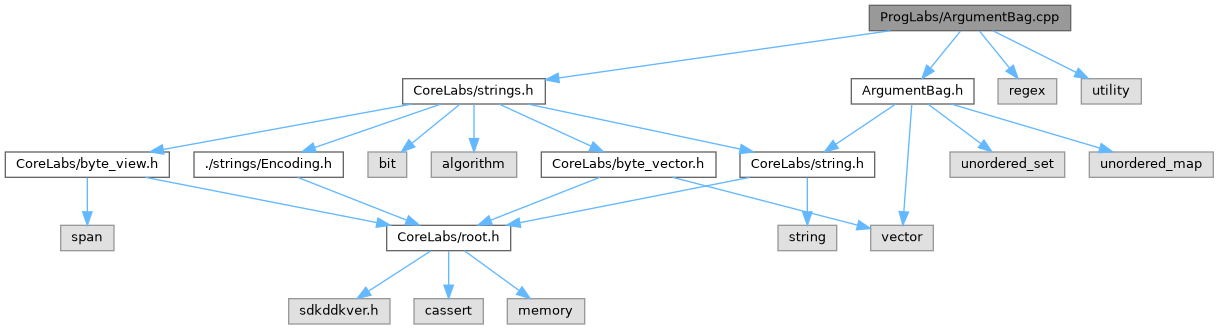 ProgLabs/ArgumentBag.cpp
CoreLabs/strings.h
ArgumentBag.h
regex
utility
CoreLabs/byte_view.h
./strings/Encoding.h
bit
algorithm
CoreLabs/byte_vector.h
CoreLabs/string.h
unordered_set
unordered_map
span
CoreLabs/root.h
string
vector
sdkddkver.h
cassert
memory